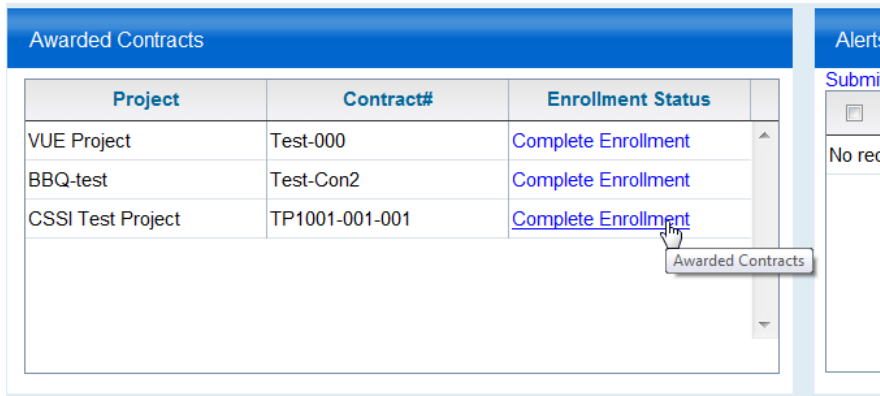 Awarded Contracts
Project Contract# Enrollment Status
VUE Project Test-000 Complete Enrollment
BBQ-test Test-Con2 Complete Enrollment
CSSI Test Project TP1001-001-001 Complete Enrollment
Awarded Contracts
Alerts
Submi
No rec